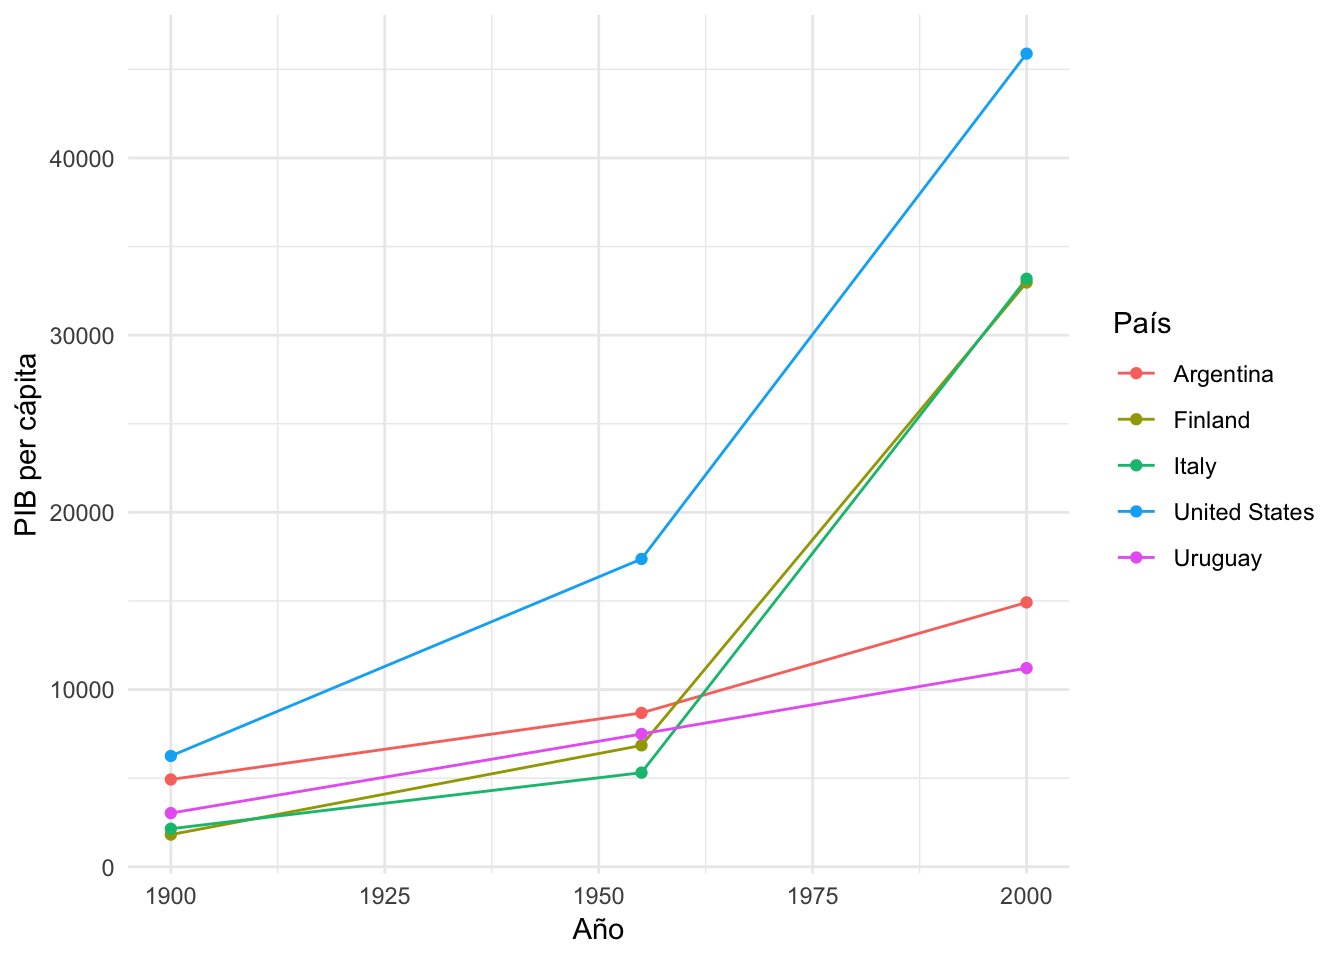 40000
30000
20000
10000
0
PIB per cápita
1900 1925 1950 1975 2000
Año
País
Argentina
Finland
Italy
United States
Uruguay